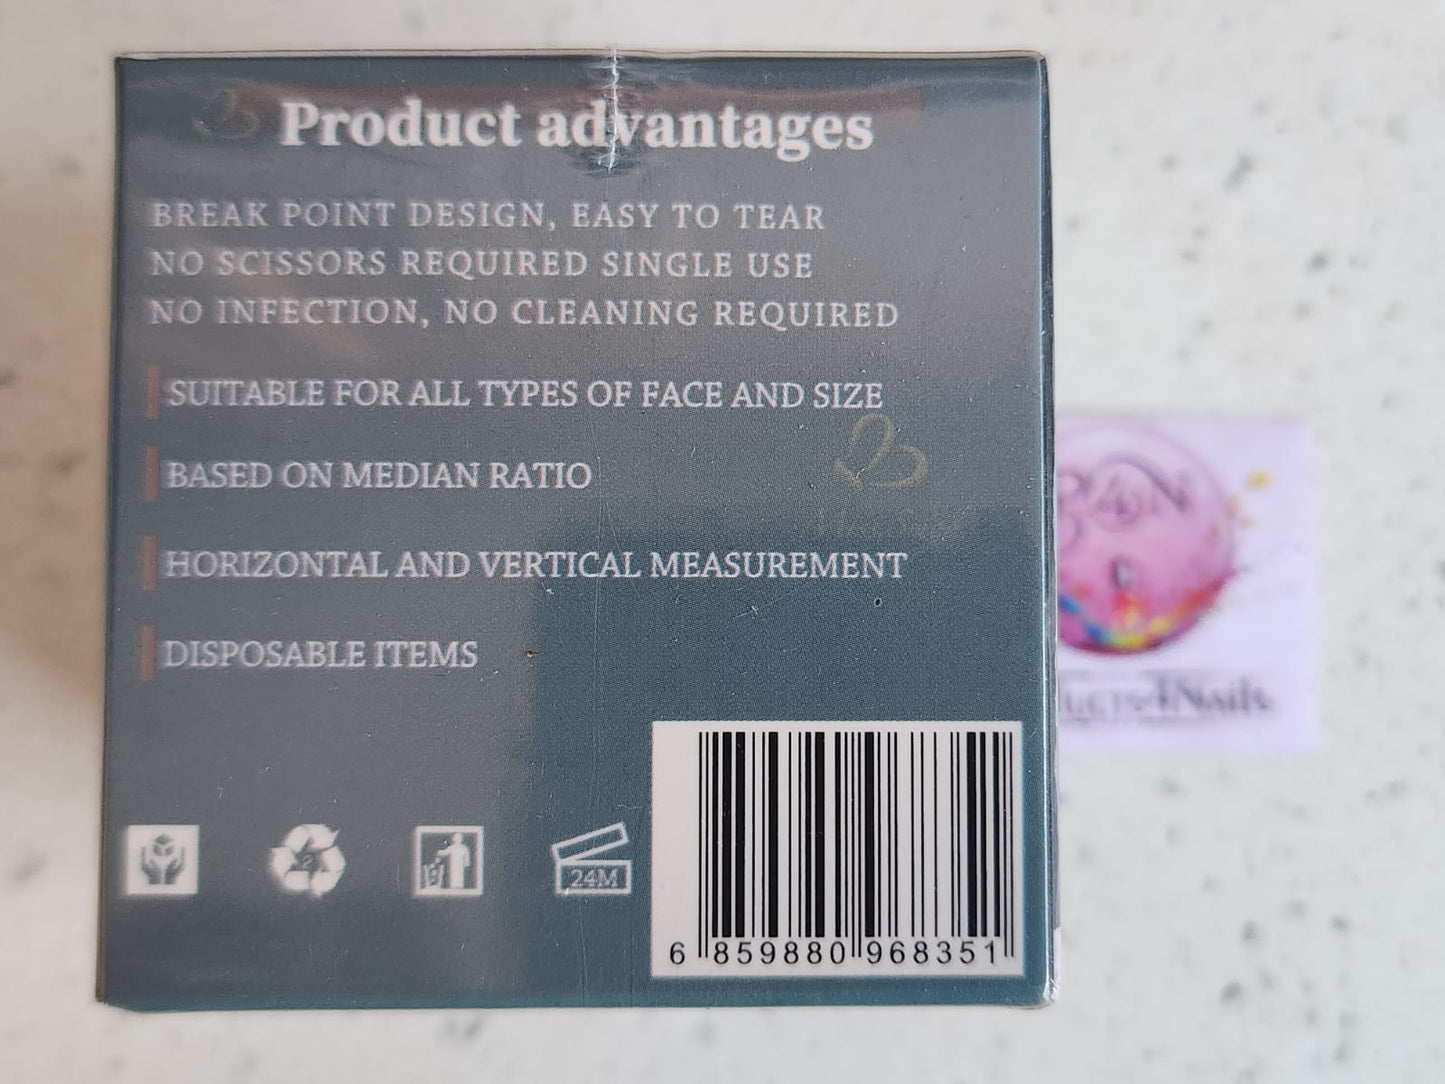 Product advantages
BREAK POINT DESIGN, EASY TO TEAR
NO SCISSORS REQUIRED SINGLE USE
NO INFECTION, NO CLEANING REQUIRED
SUITABLE FOR ALL TYPES OF FACE AND SIZE
BASED ON MEDIAN RATIO
HORIZONTAL AND VERTICAL MEASUREMENT
DISPOSABLE ITEMS
24M
6 859880 968351